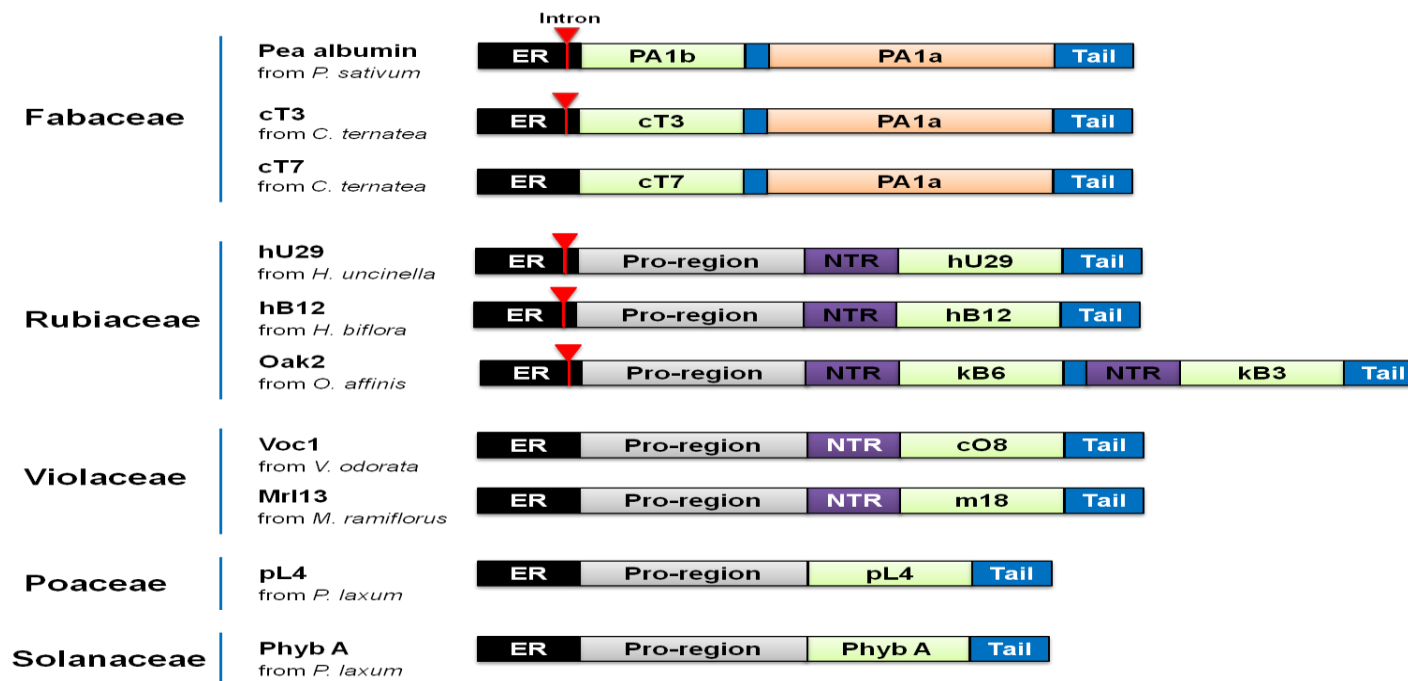 Intron
Fabaceae
Pea albumin
from P. sativum
ER PA1b PA1a Tail
cT3
from C. ternatea
ER cT3 PA1a Tail
cT7
from C. ternatea
ER cT7 PA1a Tail
Rubiaceae
hU29
from H. uncinella
ER Pro-region NTR hU29 Tail
hB12
from H. biflora
ER Pro-region NTR hB12 Tail
Oak2
from O. affinis
ER Pro-region NTR kB6 NTR kB3 Tail
Violaceae
Voc1
from V. odorata
ER Pro-region NTR cO8 Tail
Mrl13
from M. ramiflorus
ER Pro-region NTR m18 Tail
Poaceae
pL4
from P. laxum
ER Pro-region pL4 Tail
Solanaceae
Phyb A
from P. laxum
ER Pro-region Phyb A Tail